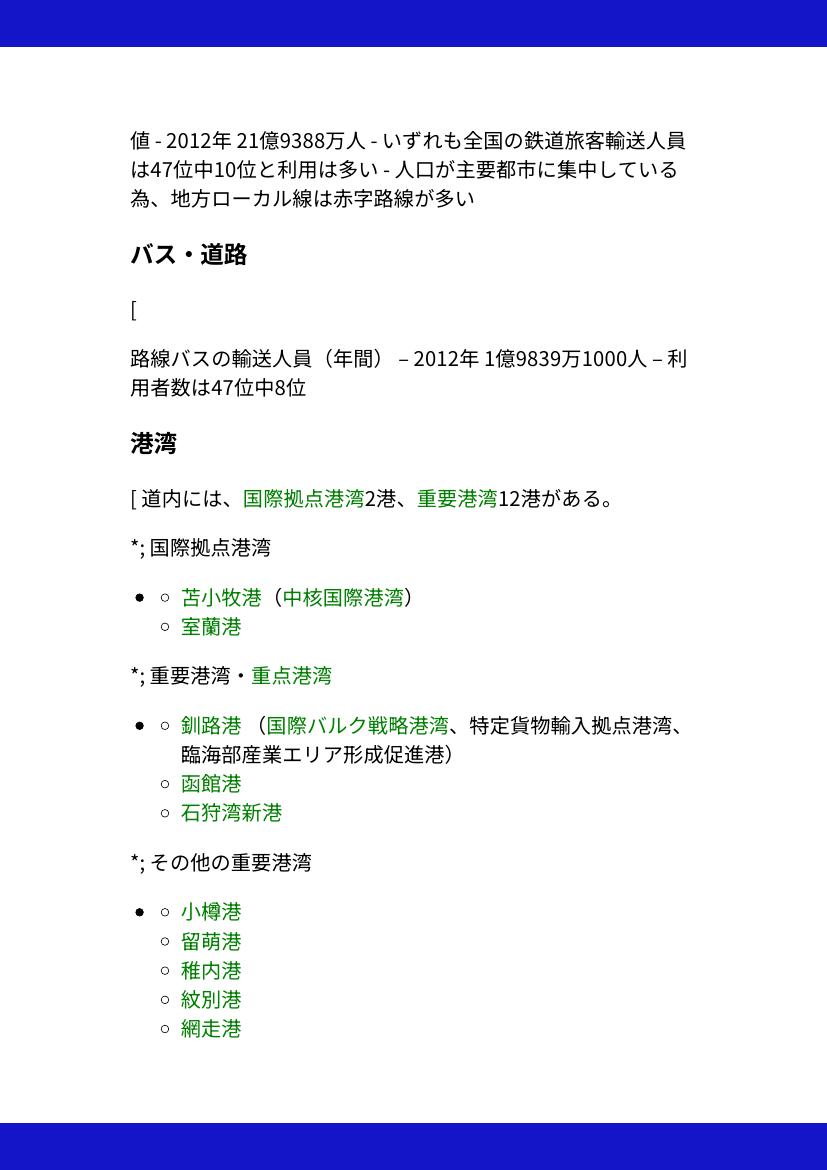 値 - 2012年 21億9388万人 - いずれも全国の鉄道旅客輸送人員
は47位中10位と利用は多い - 人口が主要都市に集中している
為、地方ローカル線は赤字路線が多い
バス・道路
[
路線バスの輸送人員（年間） – 2012年 1億9839万1000人 – 利
用者数は47位中8位
港湾
[ 道内には、国際拠点港湾2港、重要港湾12港がある。
*; 国際拠点港湾
• ◦ 苫小牧港（中核国際港湾）
◦ 室蘭港
*; 重要港湾・重点港湾
• ◦ 釧路港 （国際バルク戦略港湾、特定貨物輸入拠点港湾、
臨海部産業エリア形成促進港）
◦ 函館港
◦ 石狩湾新港
*; その他の重要港湾
• ◦ 小樽港
◦ 留萌港
◦ 稚内港
◦ 紋別港
◦ 網走港